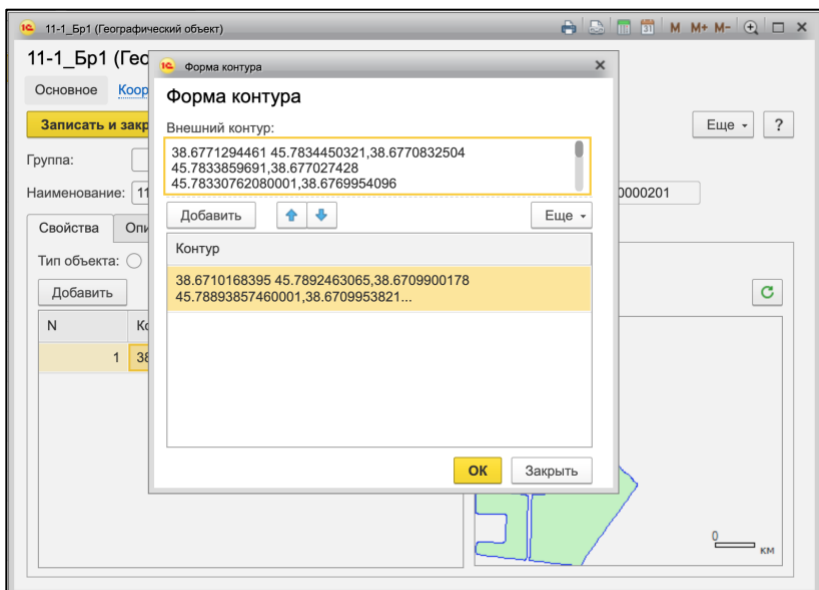 11-1_Бр1 (Географический объект)
M M+ M-
11-1_Бр1 (Гео
Основное Коор
Записать и закр
Еще
?
Группа:
Наименование: 11
0000201
Свойства Опи
Тип объекта:
Добавить
N Ко
1 38
Форма контура
Форма контура
Внешний контур:
38.6771294461 45.7834450321,38.6770832504
45.7833859691,38.677027428
45.78330762080001,38.6769954096
Добавить
Еще
Контур
38.6710168395 45.7892463065,38.6709900178
45.78893857460001,38.6709953821...
ОК
Закрыть
0
км